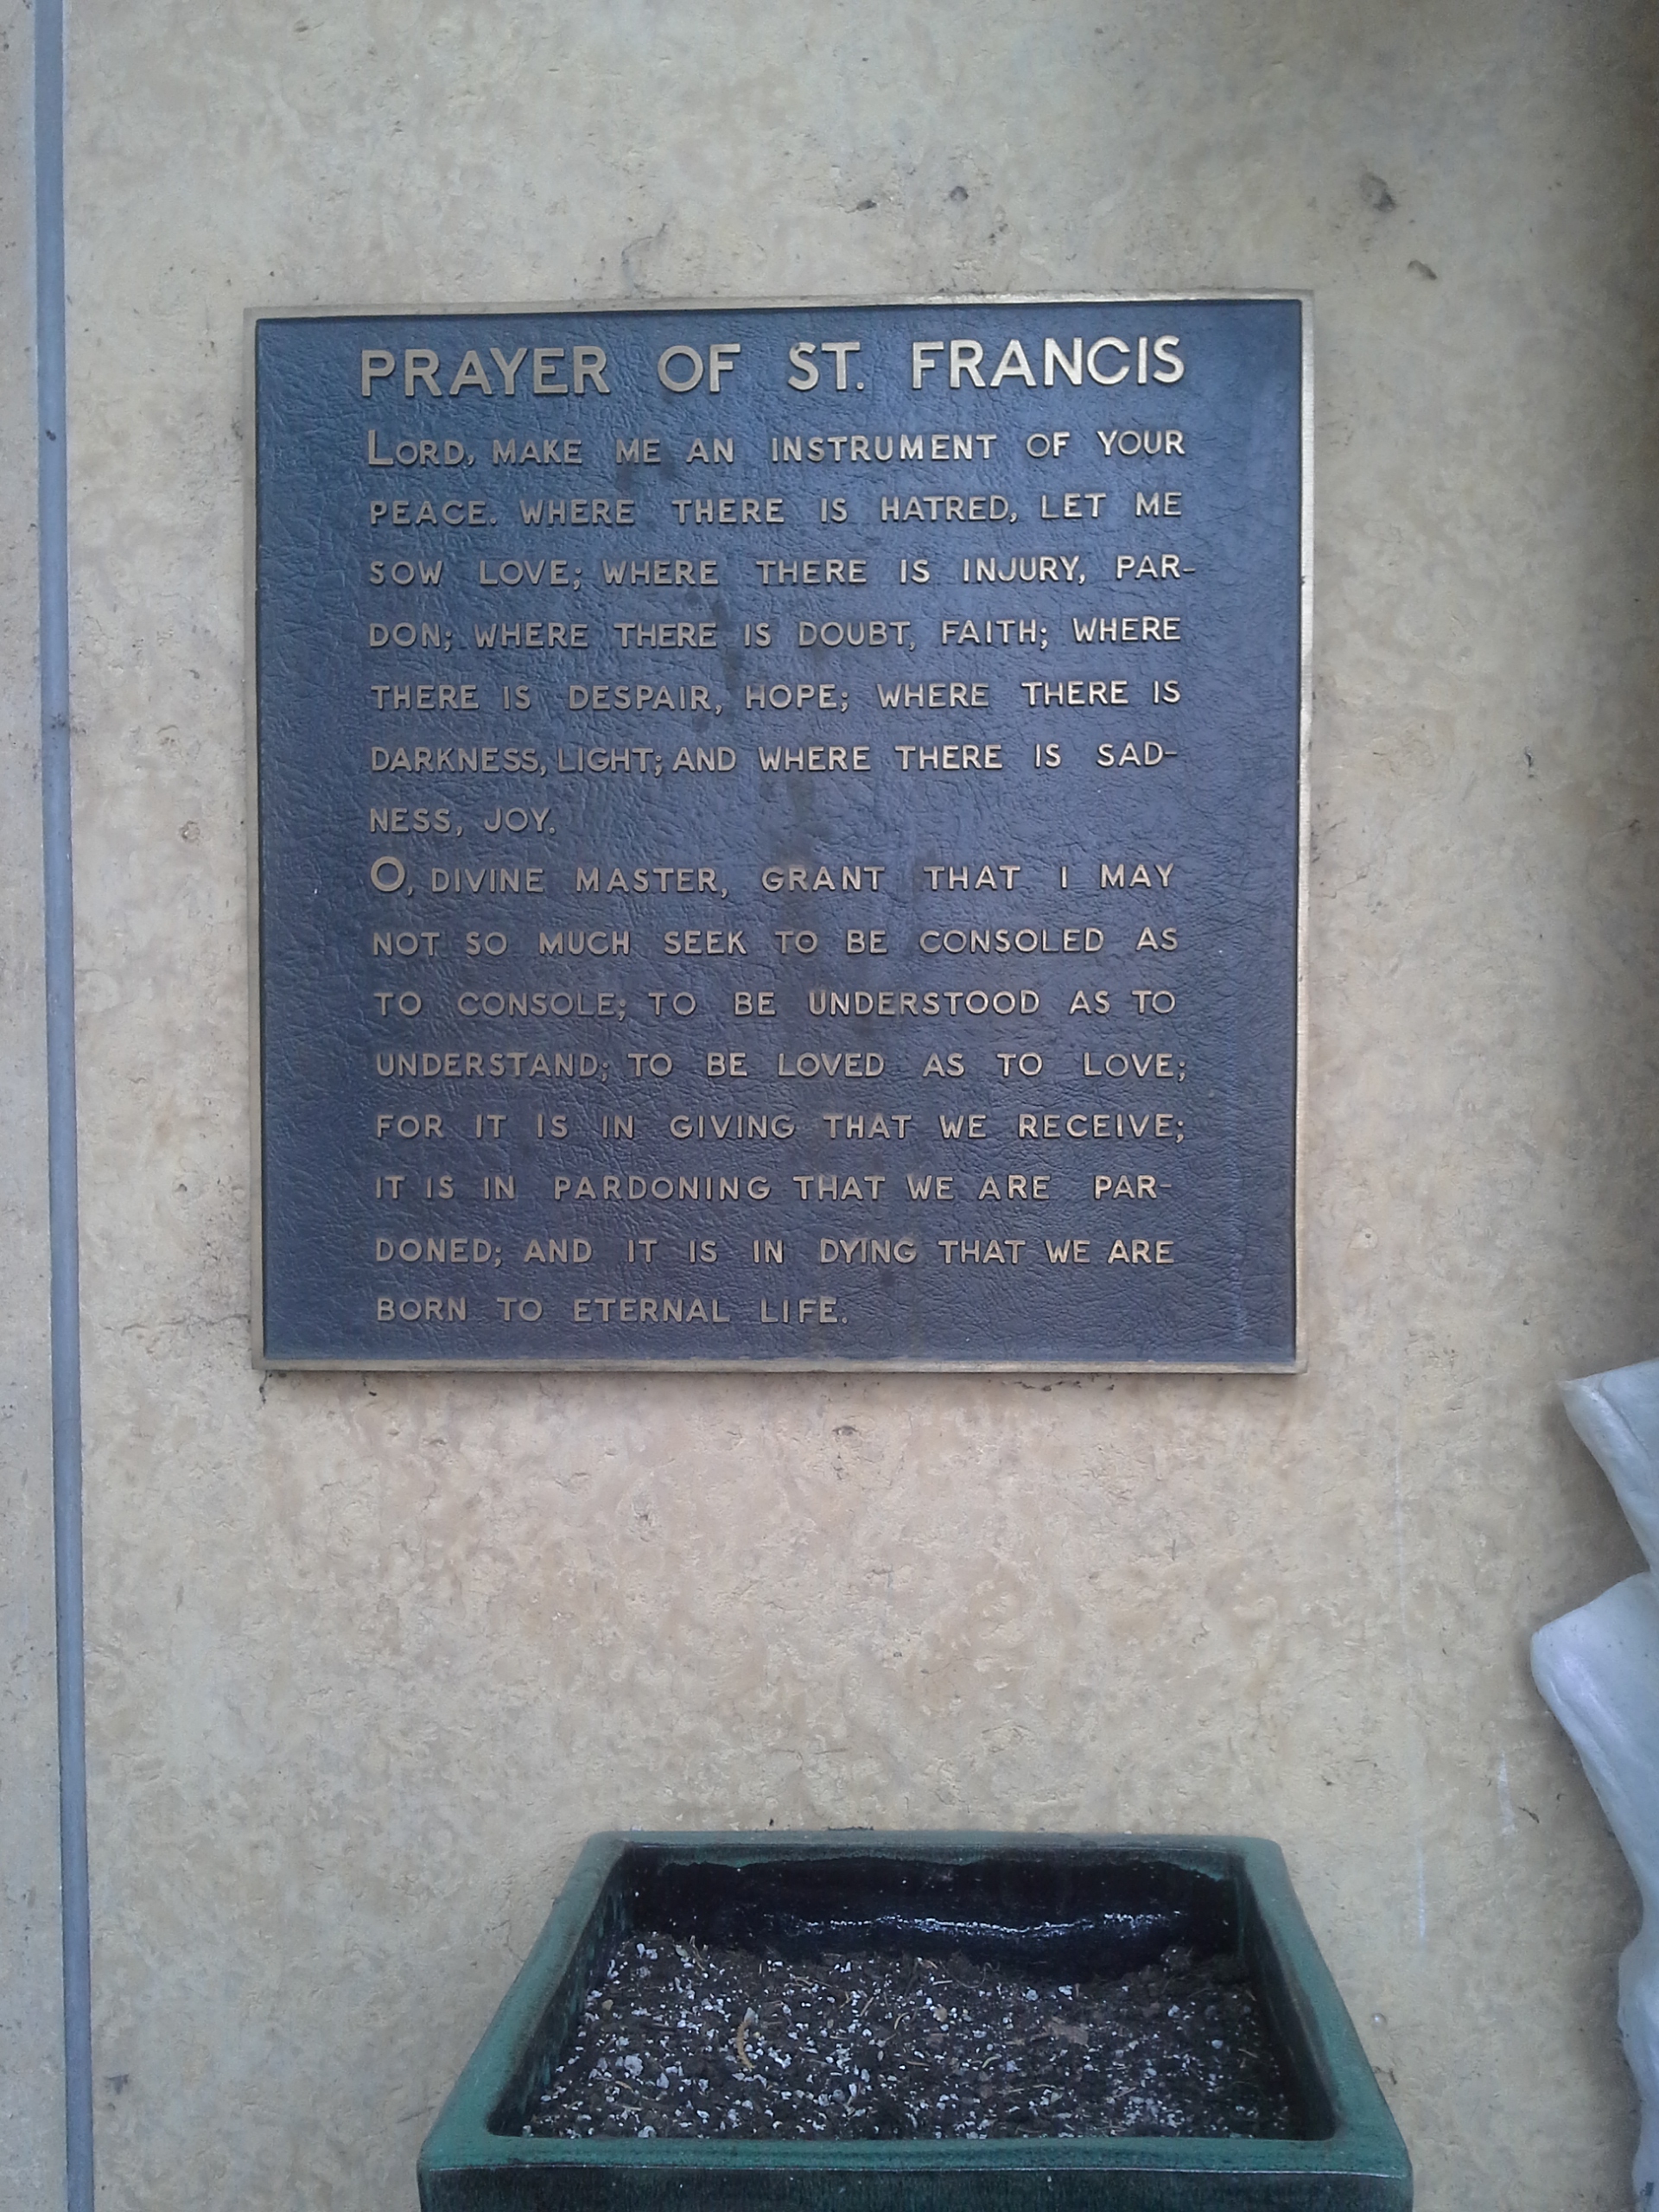 PRAYER OF ST. FRANCIS
LORD, MAKE ME AN INSTRUMENT OF YOUR
PEACE. WHERE THERE IS HATRED, LET ME
SOW LOVE; WHERE THERE IS INJURY, PAR-
DON; WHERE THERE IS DOUBT, FAITH; WHERE
THERE IS DESPAIR, HOPE; WHERE THERE IS
DARKNESS, LIGHT; AND WHERE THERE IS SAD-
NESS, JOY.
O, DIVINE MASTER, GRANT THAT I MAY
NOT SO MUCH SEEK TO BE CONSOLED AS
TO CONSOLE; TO BE UNDERSTOOD AS TO
UNDERSTAND; TO BE LOVED AS TO LOVE;
FOR IT IS IN GIVING THAT WE RECEIVE;
IT IS IN PARDONING THAT WE ARE PAR-
DONED; AND IT IS IN DYING THAT WE ARE
BORN TO ETERNAL LIFE.